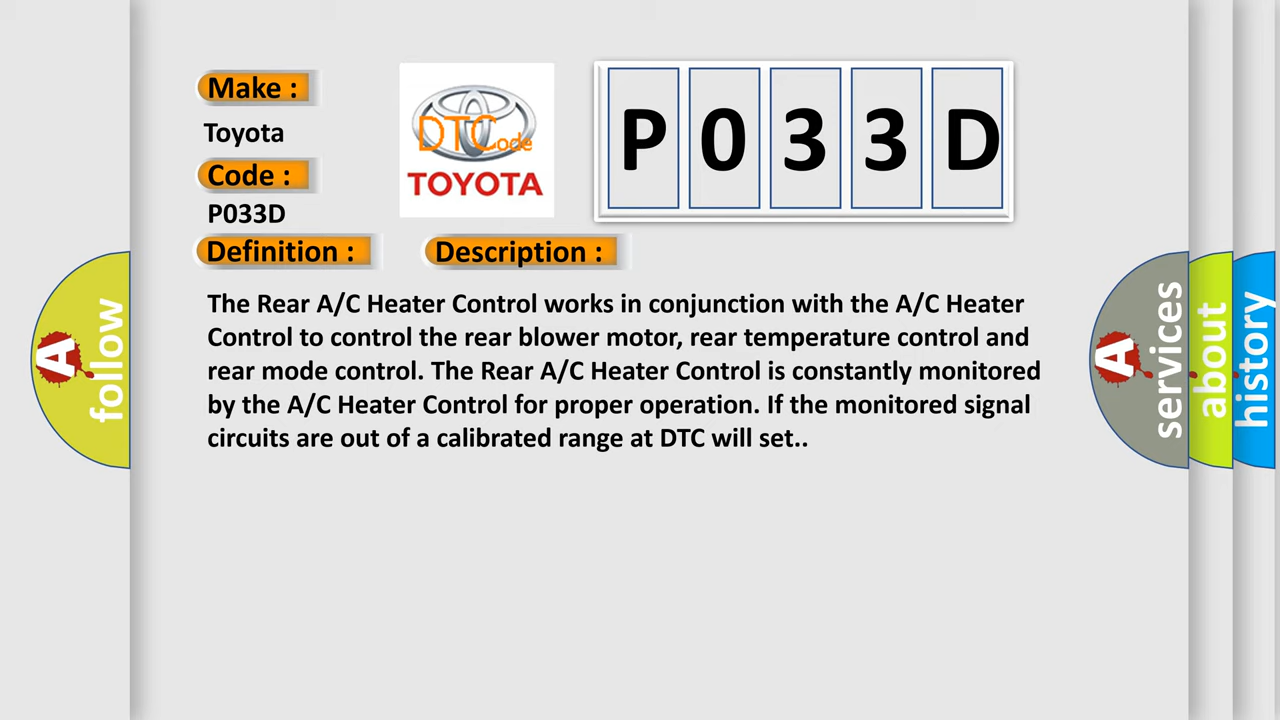 Make :
Toyota
Code :
P033D
DTCode
TOYOTA
P033D
Definition :
Description :
The Rear A/C Heater Control works in conjunction with the A/C Heater
Control to control the rear blower motor, rear temperature control and
rear mode control. The Rear A/C Heater Control is constantly monitored
by the A/C Heater Control for proper operation. If the monitored signal
circuits are out of a calibrated range at DTC will set..
A follow
A services
about
history